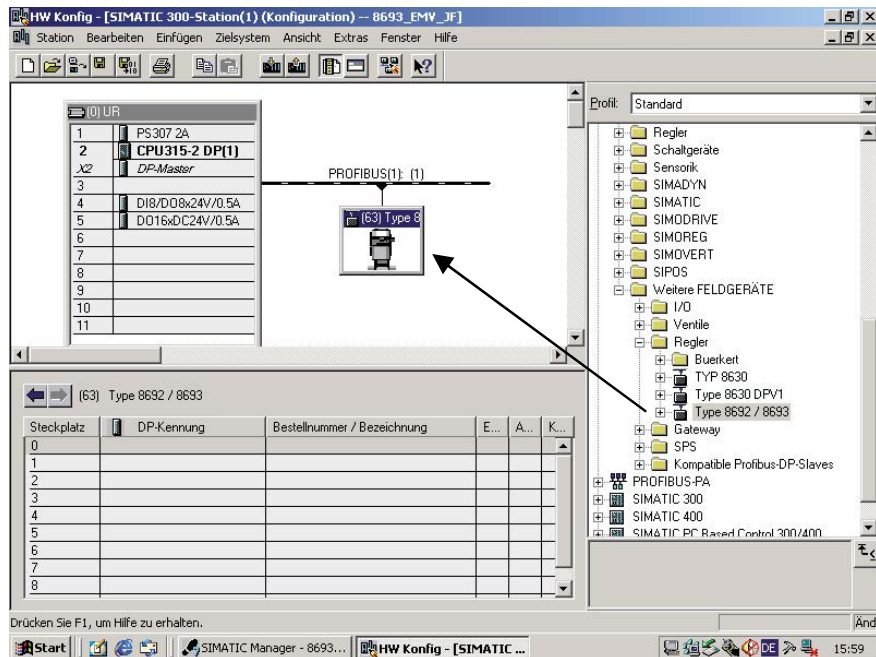 HW Konfig - [SIMATIC 300-Station(1) (Konfiguration) -- 8693_EMV_JF]
Station Bearbeiten Einfügen Zielsystem Ansicht Extras Fenster Hilfe
(0) UR
1 PS307 2A
2 CPU315-2 DP(1)
X2 DP-Master
3
4 DI8/DO8x24V/0.5A
5 DO16xDC24V/0.5A
6
7
8
9
10
11
PROFIBUS(1): (1)
(63) Type 8
Profil: Standard
Regler
Schaltgeräte
Sensorik
SIMADYN
SIMATIC
SIMODRIVE
SIMOREG
SIMOVERT
SIPOS
Weitere FELDGERÄTE
I/O
Ventile
Regler
Buerkert
TYP 8630
Type 8630 DPV1
Type 8692 / 8693
Gateway
SPS
Kompatible Profibus-DP-Slaves
PROFIBUS-PA
SIMATIC 300
SIMATIC 400
SIMATIC PC Based Control 300/400
(63) Type 8692 / 8693
Steckplatz DP-Kennung Bestellnummer / Bezeichnung E... A... K...
0
1
2
3
4
5
6
7
8
Drücken Sie F1, um Hilfe zu erhalten.
Änd
Start SIMATIC Manager - 8693... HW Konfig - [SIMATIC ... DE 15:59